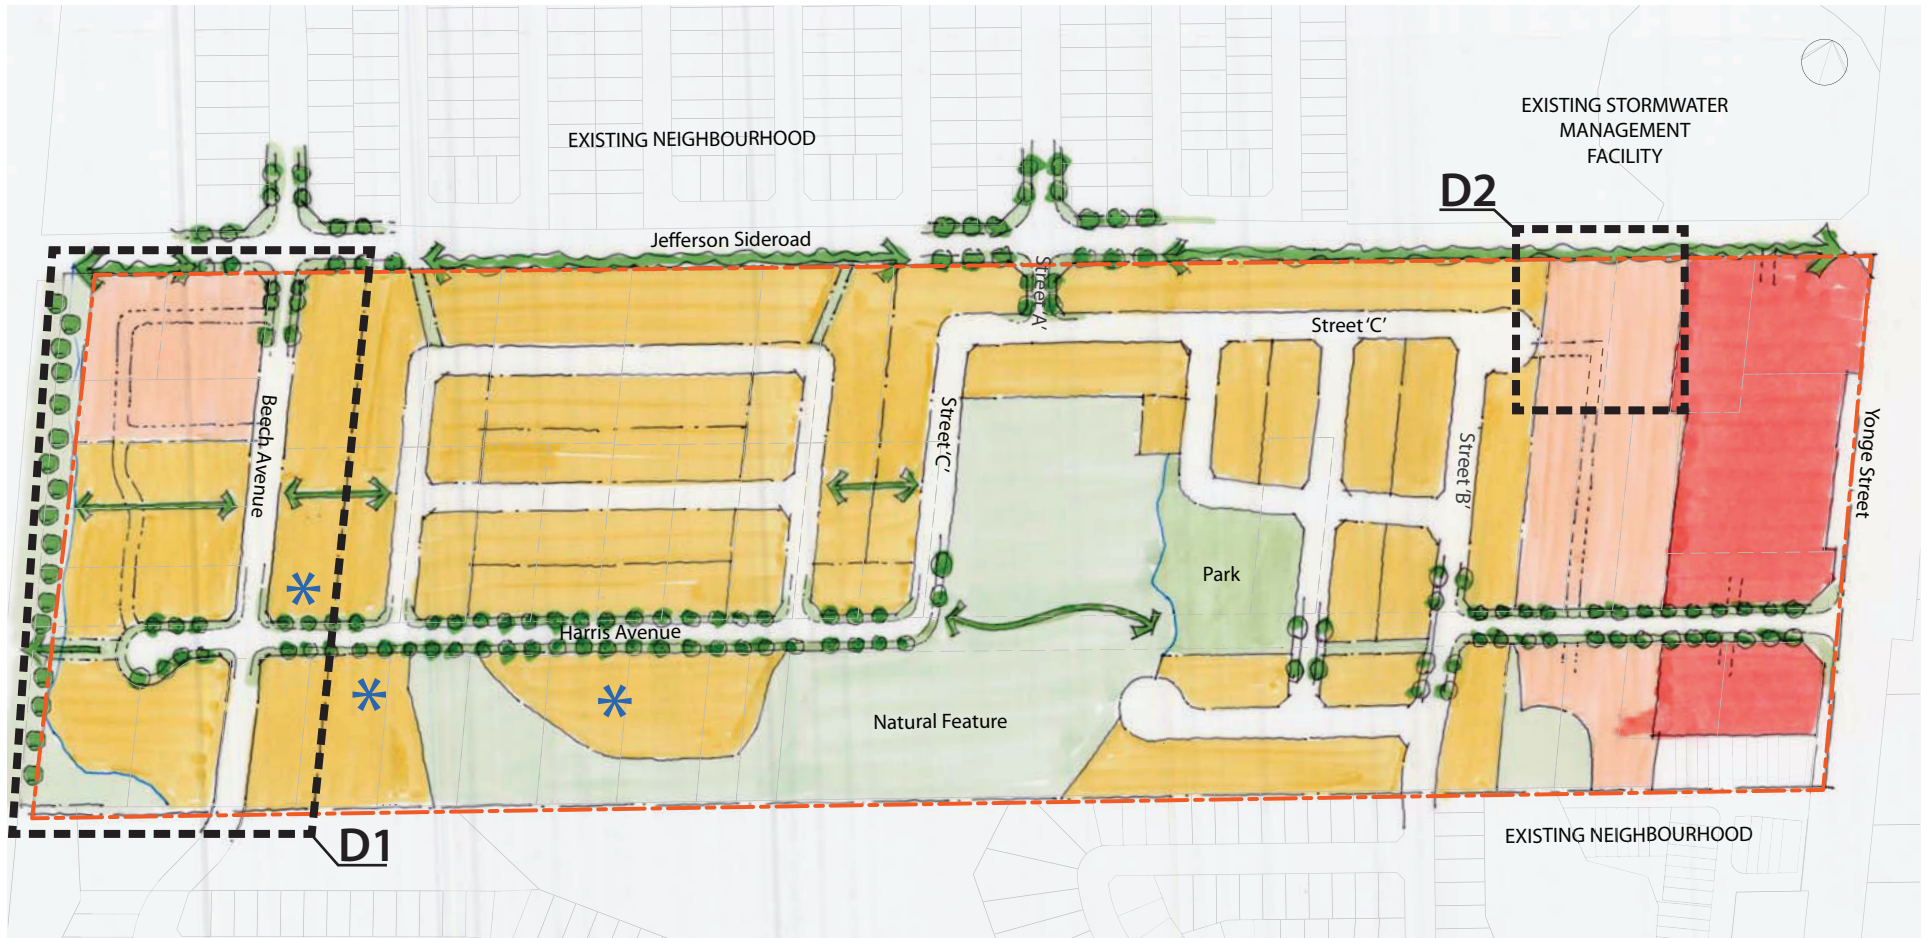 EXISTING STORMWATER
MANAGEMENT
FACILITY
EXISTING NEIGHBOURHOOD
D2
Jefferson Sideroad
Street 'A'
Street 'C'
Beech Avenue
Street 'C'
Street 'B'
Yonge Street
Park
Harris Avenue
*
*
*
Natural Feature
EXISTING NEIGHBOURHOOD
D1